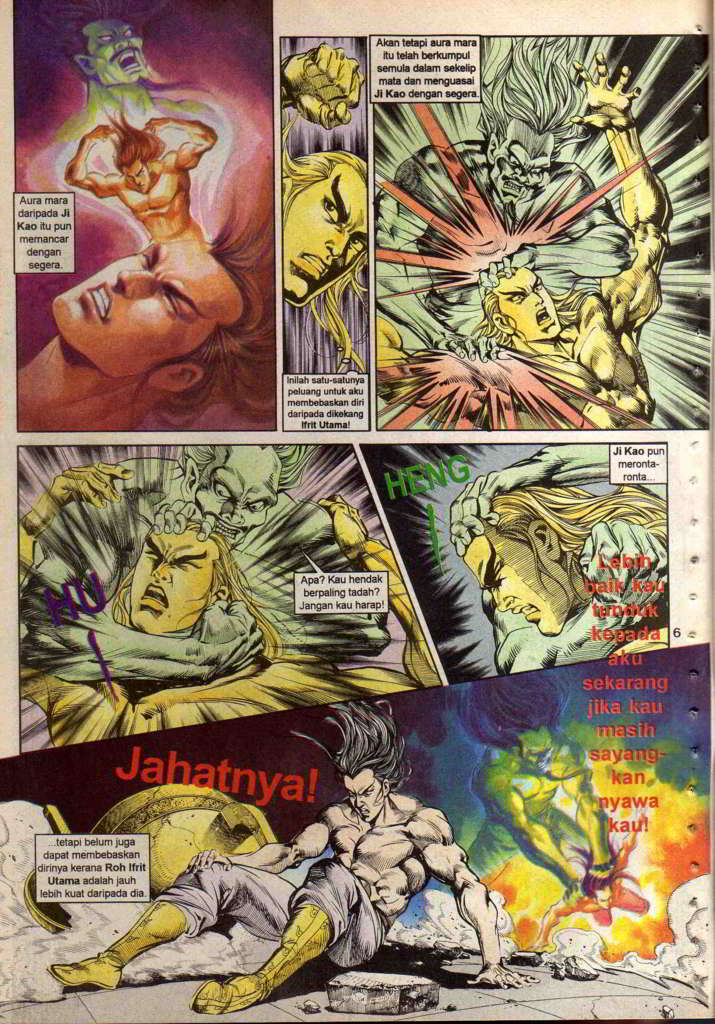 Aura mara
daripada Ji
Kao itu pun
memancar
dengan
segera.
Inilah satu-satunya
peluang untuk aku
membebaskan diri
daripada dikekang
Ifrit Utama!
Akan tetapi aura mara
itu telah berkumpul
semula dalam sekelip
mata dan menguasai
Ji Kao dengan segera.
HU
Apa? Kau hendak
berpaling tadah?
Jangan kau harap!
HENG
Ji Kao pun
meronta-
ronta...
Lebih
baik kau
tunduk
kepada
aku
sekarang
jika kau
masih
sayang-
kan
nyawa
kau!
6
Jahatnya!
...tetapi belum juga
dapat membebaskan
dirinya kerana Roh Ifrit
Utama adalah jauh
lebih kuat daripada dia.